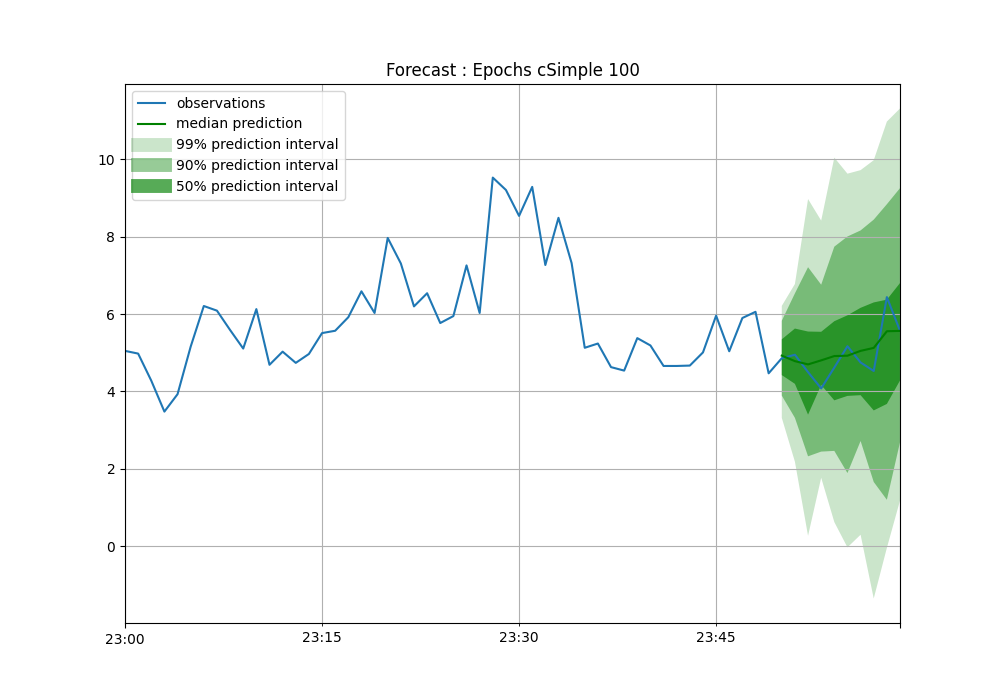 Forecast : Epochs cSimple 100
observations
median prediction
99% prediction interval
90% prediction interval
50% prediction interval
10
8
6
4
2
0
23:00
23:15
23:30
23:45